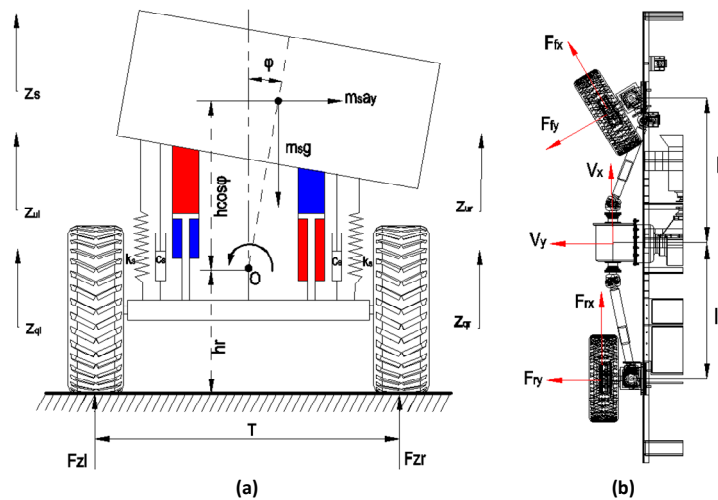 Zs
Zul
Zql
φ
msay
msg
hcosφ
ks
cs
cs
ks
O
hr
T
Fzl
Fzr
Zur
Zqr
(a)
Ffx
Ffy
Vx
Vy
Frx
Fry
l
l
(b)